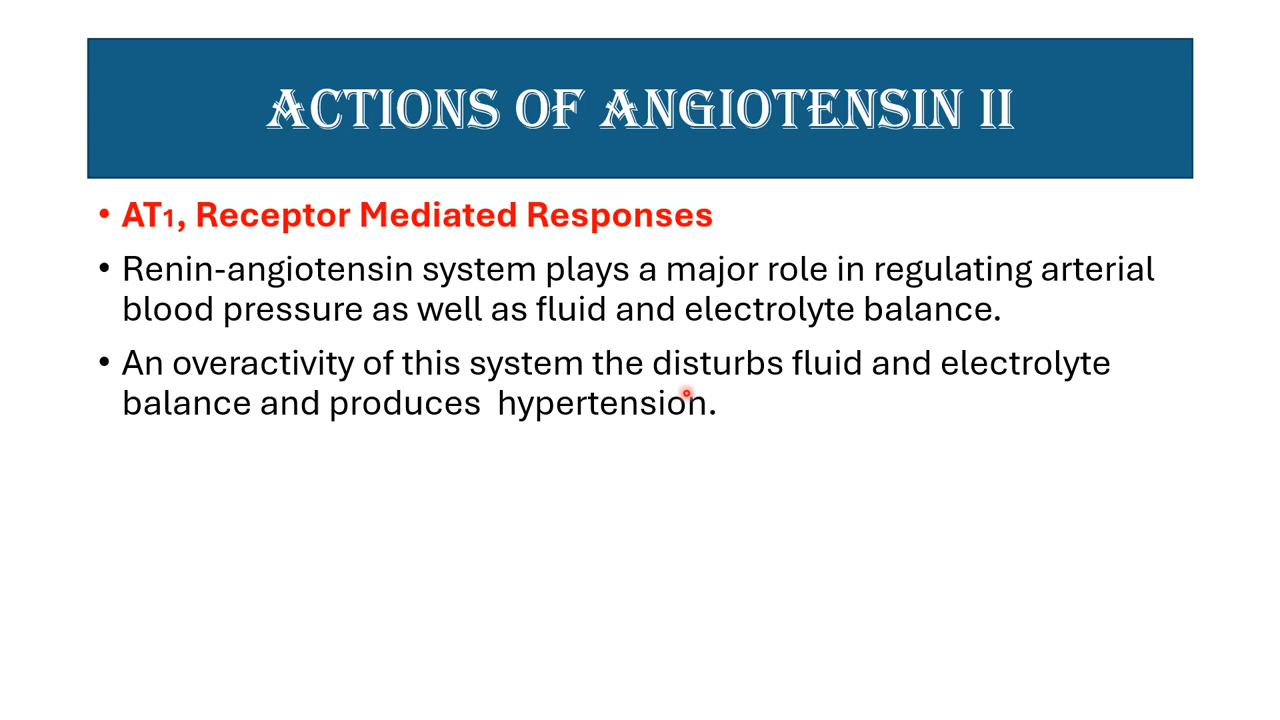 ACTIONS OF ANGIOTENSIN II
• AT₁, Receptor Mediated Responses
• Renin-angiotensin system plays a major role in regulating arterial
blood pressure as well as fluid and electrolyte balance.
• An overactivity of this system the disturbs fluid and electrolyte
balance and produces  hypertension.